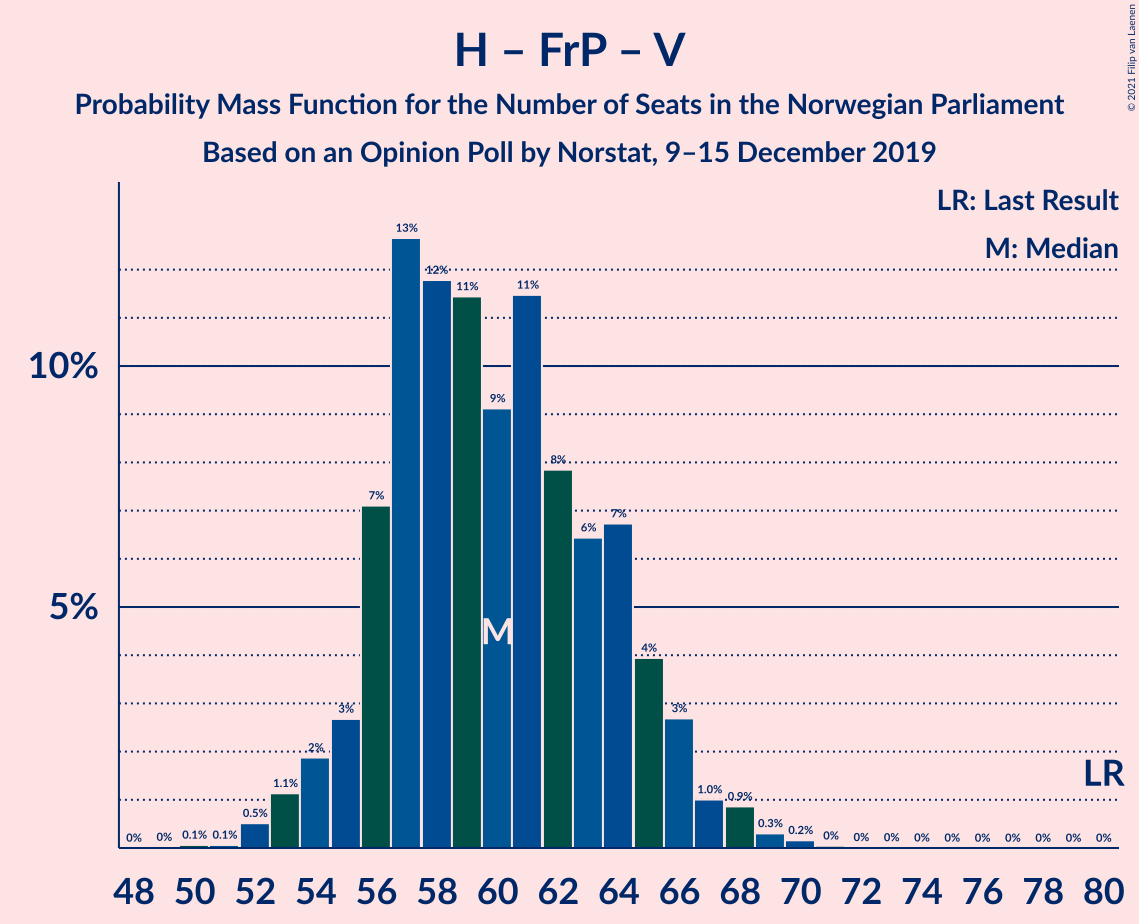 H – FrP – V
Probability Mass Function for the Number of Seats in the Norwegian Parliament
Based on an Opinion Poll by Norstat, 9–15 December 2019
© 2021 Filip van Laenen
LR: Last Result
M: Median
10%
5%
0% 0% 0.1% 0.1% 0.5% 1.1% 2% 3% 7% 13% 12% 11% 9% 11% 8% 6% 7% 4% 3% 1.0% 0.9% 0.3% 0.2% 0% 0% 0% 0% 0% 0% 0% 0% 0% 0%
M
LR
48 50 52 54 56 58 60 62 64 66 68 70 72 74 76 78 80